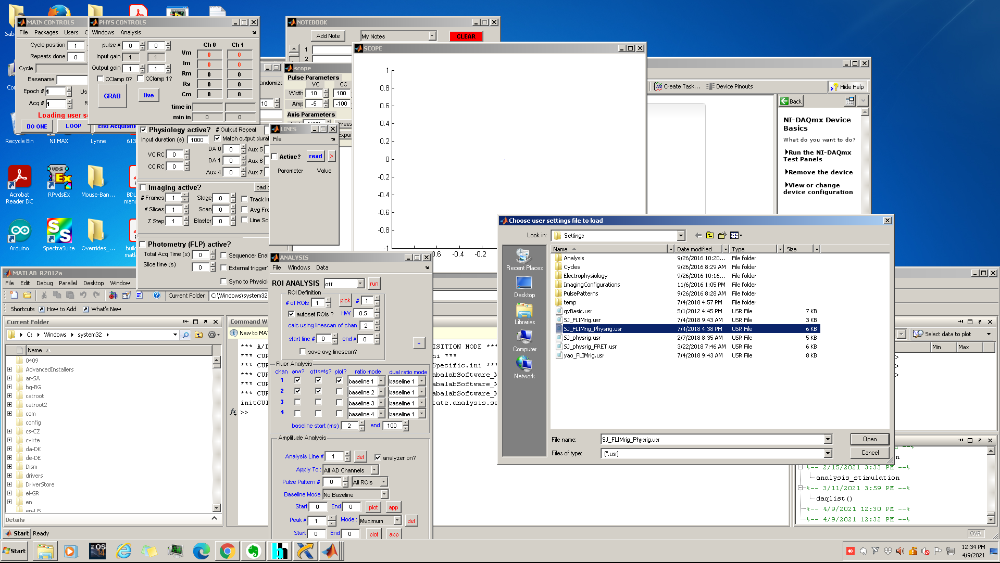 MAIN CONTROLS
File Packages Users
Cycle position 1
Repeats done 0
Cycle
Basename
Epoch # 1
Acq # 1
Loading user s
DO ONE LOOP End Acquisitio
PHYS CONTROLS
Windows Analysis
pulse # 0 0
Input gain 1 1
Output gain 1 1
CClamp 0? CClamp 1?
GRAB live
Ch 0 Ch 1
Vm 0 0
Im 0 0
Rm 0 0
Rs 0 0
Cm 0 0
time in
min in 0 0
NOTEBOOK
Add Note My Notes CLEAR
1
2
SCOPE
1
0.8
0.6
0.4
0.2
0
-0.2
-0.4
-0.6
-0.8
-1
-0.4 -0.2
scope
Pulse Parameters
VC CC
Width 10 100
Amp -5 -100
Axis Parameters
Physiology active? # Output Repeat
Input duration (s) 1000 Match output durat
VC RC 0 DA 0 0 Aux 5
CC RC 0 DA 1 0 Aux 6
Aux 4 0 Aux 7
Imaging active? load c
# Frames 1 Stage 0 Track Im
# Slices 1 Scan 0 Avg Fra
Z Step 1 Blaster 0 Line Sc
Photometry (FLP) active?
Total Acq Time (s) 0 Sequencer Enal
Slice time (s) 0 External trigger?
Sync to Physiol
LINES
File
Active? read >
Parameter Value
Create Task... Device Pinouts Hide Help
Back
NI-DAQmx Device
Basics
What do you want to do?
Run the NI-DAQmx
Test Panels
Remove the device
View or change
device configuration
Recycle Bin NI MAX Lynne
Acrobat
Reader DC
RPvdsEx
Mouse-Ban...
Arduino SpectraSuite Overrides_...
Choose user settings file to load
Look in: Settings
Name Date modified Type Size
Analysis 9/26/2016 10:20... File folder
Cycles 9/26/2016 8:29 AM File folder
Electrophysiology 9/26/2016 10:16... File folder
ImagingConfigurations 11/6/2016 1:05 PM File folder
PulsePatterns 9/26/2016 8:28 AM File folder
temp 7/4/2018 4:57 PM File folder
gyBasic.usr 5/1/2012 4:45 PM USR File 7 KB
SJ_FLIMrig.usr 7/4/2018 9:43 AM USR File 3 KB
SJ_FLIMrig_Physrig.usr 7/4/2018 4:38 PM USR File 6 KB
SJ_physrig.usr 2/7/2018 8:35 AM USR File 5 KB
SJ_physrig_FRET.usr 3/22/2018 7:46 AM USR File 6 KB
yao_FLIMrig.usr 7/4/2018 9:43 AM USR File 8 KB
Recent Places
Desktop
Libraries
Computer
Network
File name: SJ_FLIMrig_Physrig.usr Open
Files of type: (*.usr) Cancel
MATLAB R2012a
File Edit Debug Parallel Desktop Window
Current Folder: C:\Windows\system32
Shortcuts How to Add What's New
Current Folder
C: Windows system32
Name
0409
AdvancedInstallers
ar-SA
bg-BG
catroot
catroot2
com
config
cs-CZ
cvirte
da-DK
de-DE
Dism
drivers
DriverStore
el-GR
en
en-US
Details
Start Ready
Command Wi
New to MAT
*** A/D
*** CUR
*** CUR
*** CUR
*** CUR
*** CUR
initGUI
fx >>
ISITION MODE ***
ni ***
Specific.ini ***
abalabSoftware_M
abalabSoftware_M
abalabSoftware_M
tate.analysis.se
ANALYSIS
File Windows Data
ROI ANALYSIS off run
ROI Definition
# of ROIs 1 pick # 1
autoset ROIs ? HW 0.5
calc using linescan of chan 2
start line # 0 end # 0
save avg linescan? +
Fluor Analysis
chan ana? offsets? plot? ratio mode dual ratio mode
1 baseline 1 baseline 1
2 baseline 2 baseline 1
3 baseline 3 baseline 1
4 baseline 4 baseline 1
baseline start (ms) 2 end 100
Amplitude Analysis
Analysis Line # 1 del analyzer on?
Apply To : All AD Channels
Pulse Pattern # 0 All ROIs
Baseline Mode No Baseline
Start 0 End 0 plot app
Peak # 1 Mode : Maximum del
Start 0 End 0 plot app
Select data to plot
Min Max
%-- 2/15/2021 3:33 PM --%
analysis_stimulation
%-- 3/11/2021 3:59 PM --%
daqlist()
%-- 4/9/2021 12:30 PM --%
%-- 4/9/2021 12:32 PM --%
OVR
Start
12:34 PM
4/9/2021